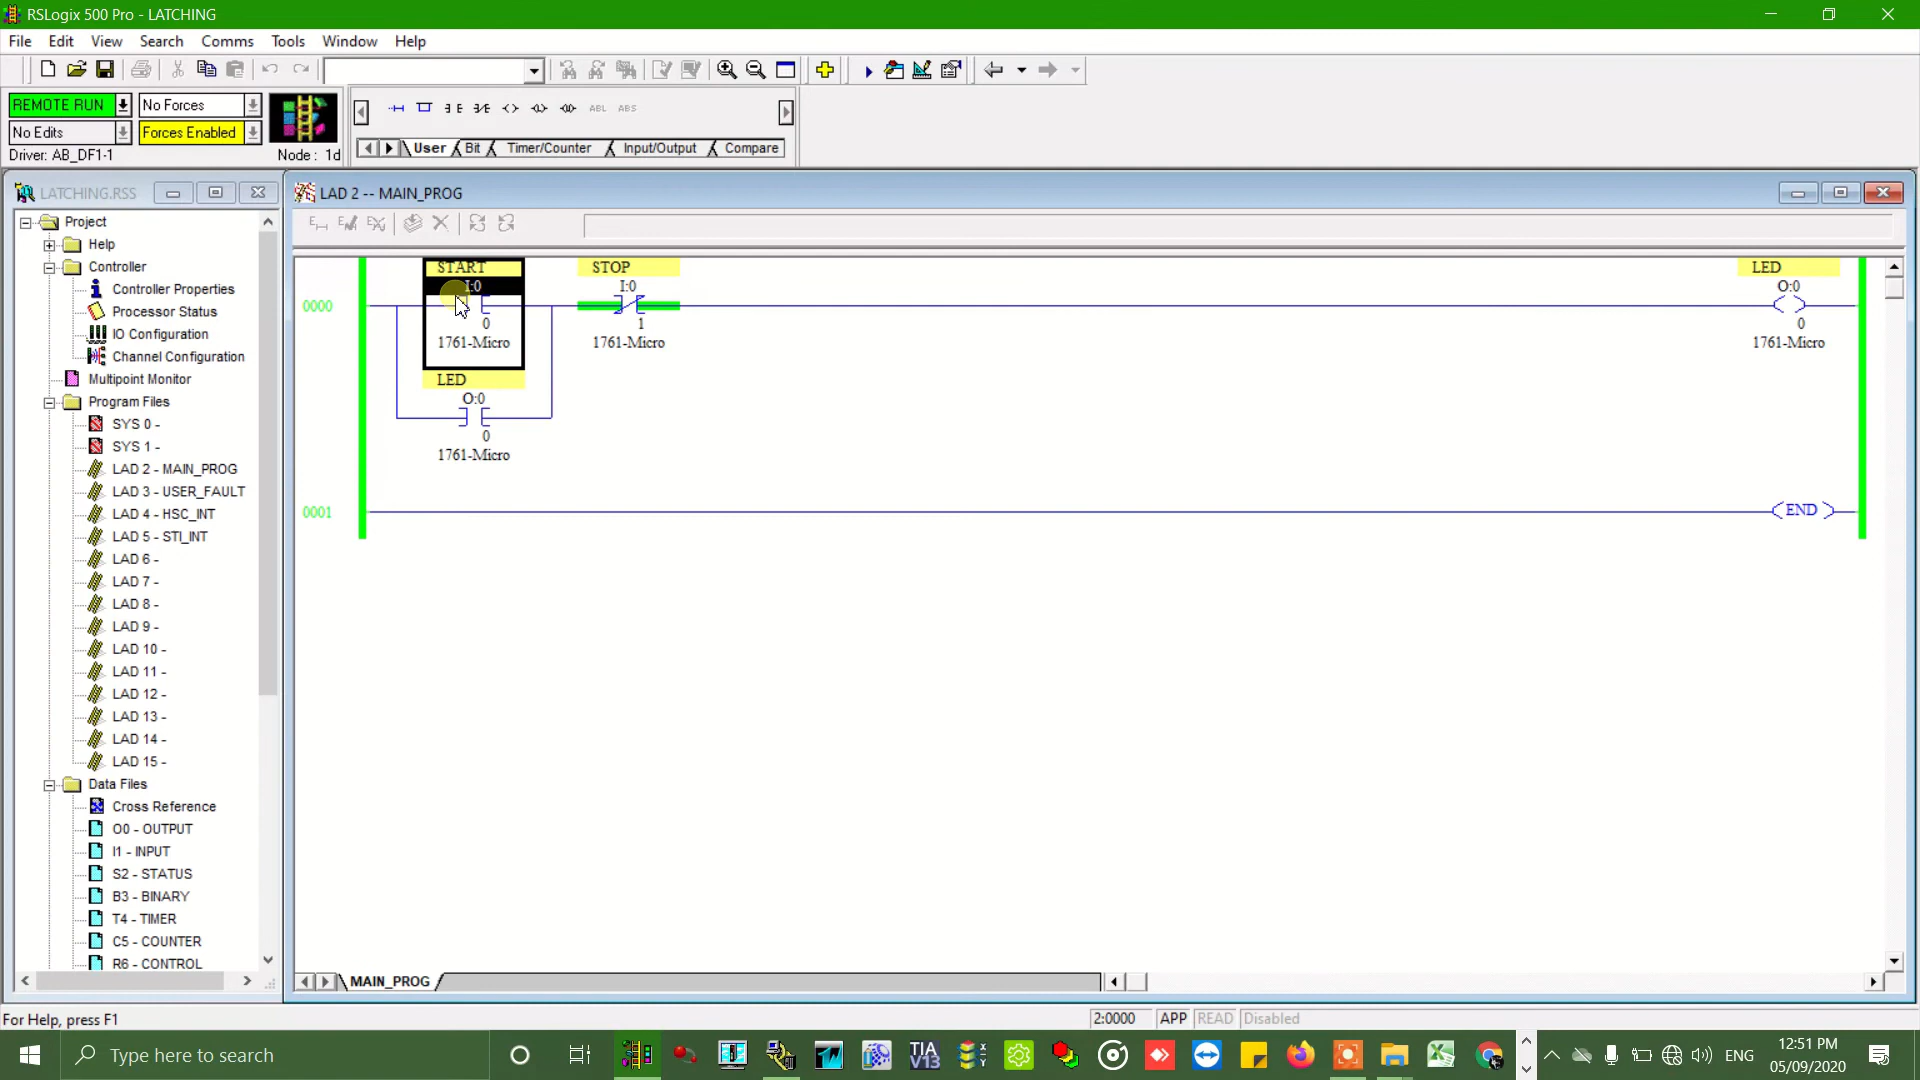 RSLogix 500 Pro - LATCHING
File Edit View Search Comms Tools Window Help
REMOTE RUN No Forces
No Edits Forces Enabled
Driver: AB_DF1-1 Node : 1d
ABL ABS
User Bit Timer/Counter Input/Output Compare
LATCHING.RSS
Project
Help
Controller
Controller Properties
Processor Status
IO Configuration
Channel Configuration
Multipoint Monitor
Program Files
SYS 0 -
SYS 1 -
LAD 2 - MAIN_PROG
LAD 3 - USER_FAULT
LAD 4 - HSC_INT
LAD 5 - STI_INT
LAD 6 -
LAD 7 -
LAD 8 -
LAD 9 -
LAD 10 -
LAD 11 -
LAD 12 -
LAD 13 -
LAD 14 -
LAD 15 -
Data Files
Cross Reference
O0 - OUTPUT
I1 - INPUT
S2 - STATUS
B3 - BINARY
T4 - TIMER
C5 - COUNTER
R6 - CONTROL
LAD 2 -- MAIN_PROG
START STOP LED
I:0 I:0 O:0
0000
0 1 0
1761-Micro 1761-Micro 1761-Micro
LED
O:0
0
1761-Micro
0001 END
MAIN_PROG
For Help, press F1
2:0000 APP READ Disabled
Type here to search
TIA
V13
X
Y
ENG
12:51 PM
05/09/2020